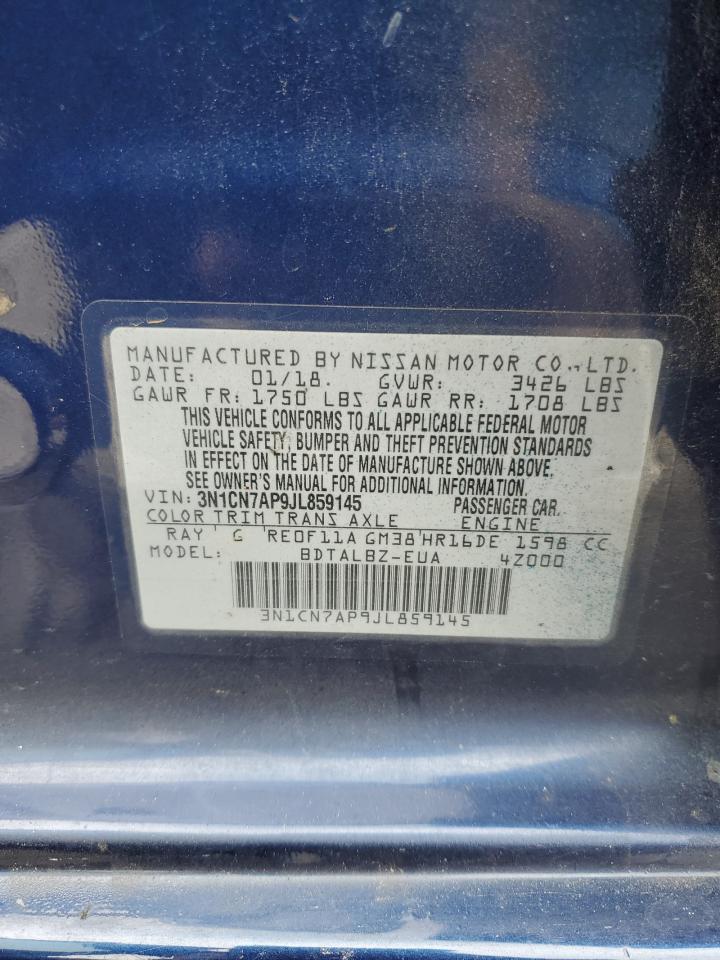 MANUFACTURED BY NISSAN MOTOR CO., LTD.
DATE: 01/18. GVWR: 3426 LBS
GAWR FR: 1750 LBS GAWR RR: 1708 LBS
THIS VEHICLE CONFORMS TO ALL APPLICABLE FEDERAL MOTOR
VEHICLE SAFETY, BUMPER AND THEFT PREVENTION STANDARDS
IN EFFECT ON THE DATE OF MANUFACTURE SHOWN ABOVE.
SEE OWNER'S MANUAL FOR ADDITIONAL INFORMATION.
VIN: 3N1CN7AP9JL859145 PASSENGER CAR.
COLOR TRIM TRANS AXLE ENGINE
RAY G RE0F11A GM38 HR16DE 1598 CC
MODEL: BDTALBZ-EUA 4Z000
3N1CN7AP9JL859145